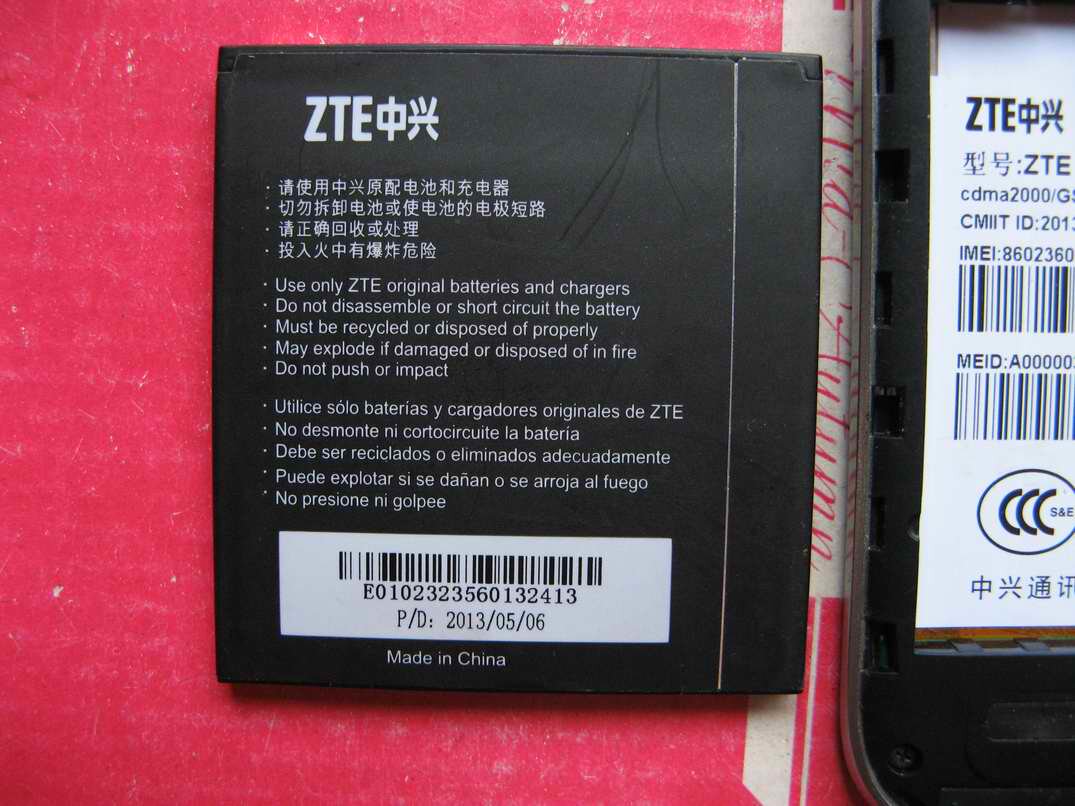 ZTE中兴
· 请使用中兴原配电池和充电器
· 切勿拆卸电池或使电池的电极短路
· 请正确回收或处理
· 投入火中有爆炸危险
· Use only ZTE original batteries and chargers
· Do not disassemble or short circuit the battery
· Must be recycled or disposed of properly
· May explode if damaged or disposed of in fire
· Do not push or impact
· Utilice sólo baterías y cargadores originales de ZTE
· No desmonte ni cortocircuite la batería
· Debe ser reciclados o eliminados adecuadamente
· Puede explotar si se dañan o se arroja al fuego
· No presione ni golpee
E0102323560132413
P/D: 2013/05/06
Made in China
ZTE中兴
型号:ZTE
cdma2000/GS
CMIIT ID:2013
IMEI:8602360
MEID:A000003
CCC S&E
中兴通讯